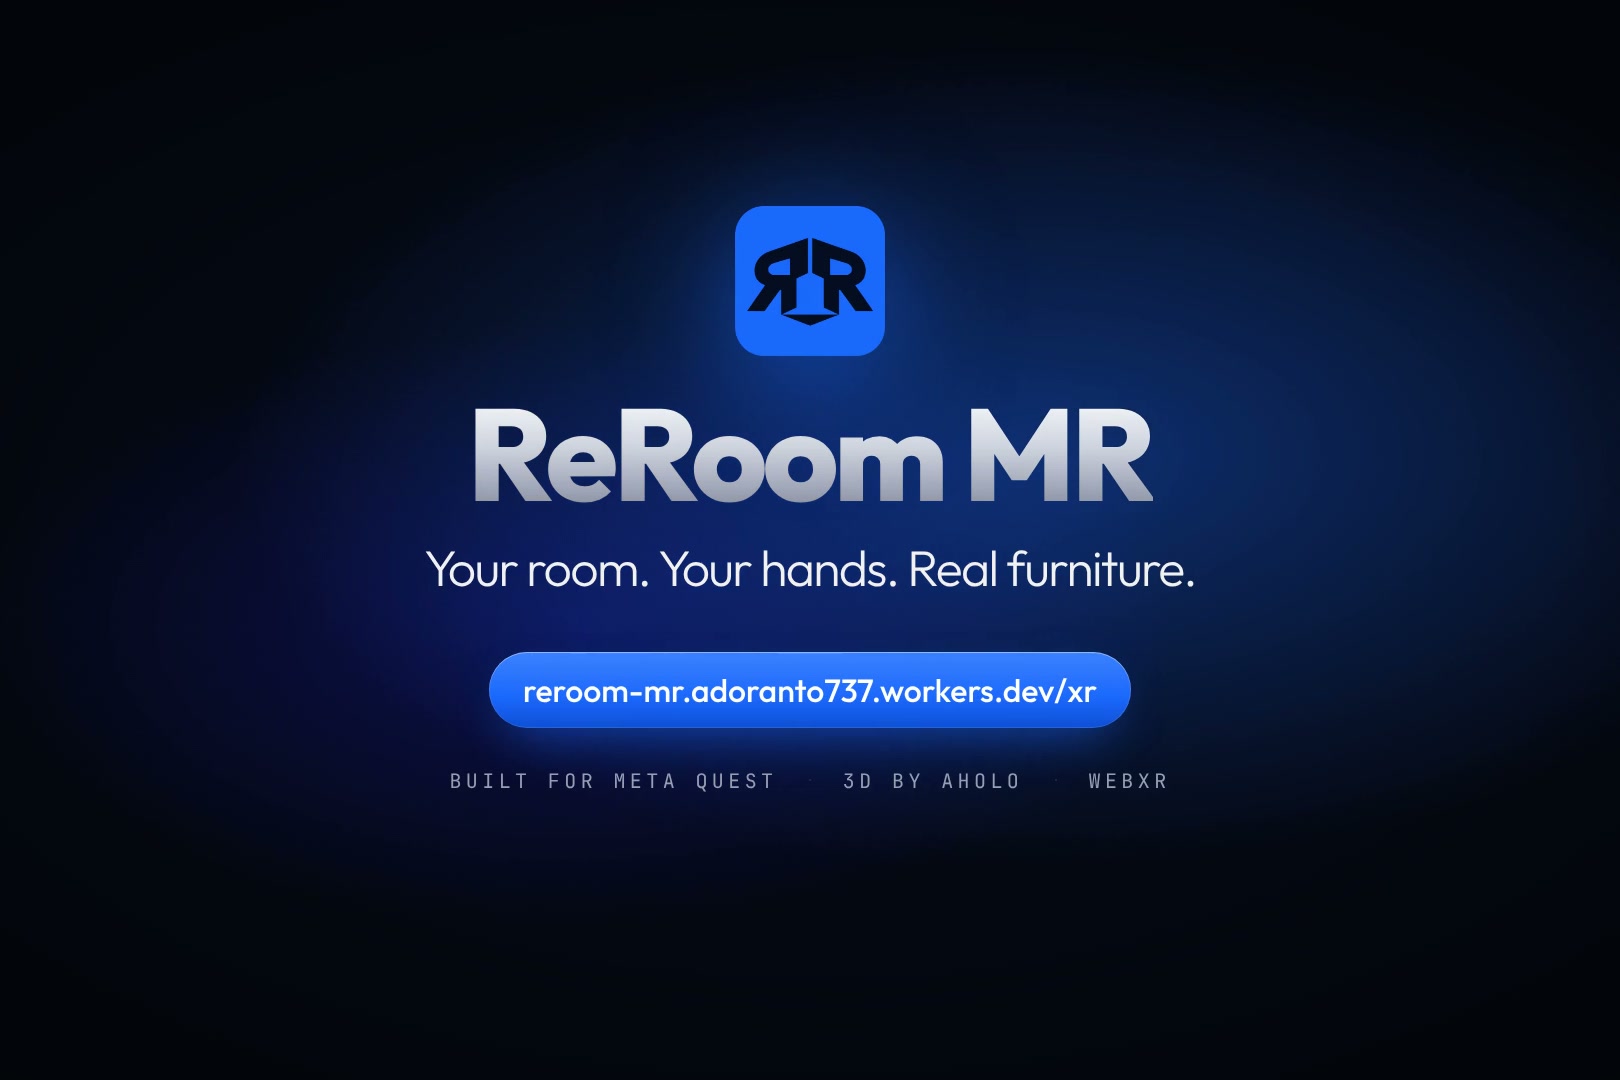 RR
ReRoom MR
Your room. Your hands. Real furniture.
reroom-mr.adoranto737.workers.dev/xr
BUILT FOR META QUEST · 3D BY AHOLO · WEBXR